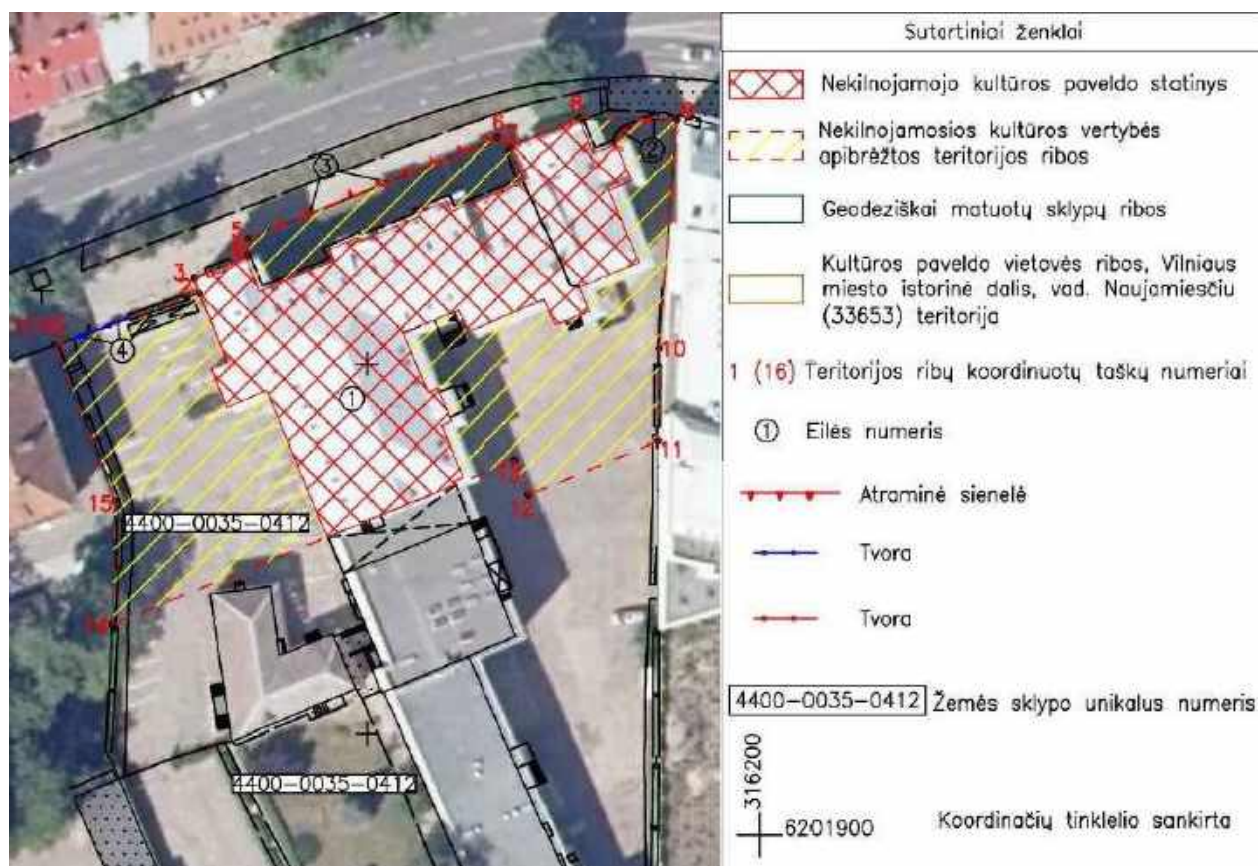 Sutartiniai ženklai
Nekilnojamojo kultūros paveldo statinys
Nekilnojamosios kultūros vertybės
apibrėžtos teritorijos ribos
Geodeziškai matuotų sklypų ribos
Kultūros paveldo vietovės ribos, Vilniaus
miesto istorinė dalis, vad. Naujamiesčiu
(33653) teritorija
1 (16) Teritorijos ribų koordinuotų taškų numeriai
1 Eilės numeris
Atraminė sienelė
Tvora
Tvora
4400-0035-0412 Žemės sklypo unikalus numeris
316200
6201900
Koordinačių tinklelio sankirta
8
6
2
3
5
3
4
10
1
11
12
15
4400-0035-0412
4400-0035-0412